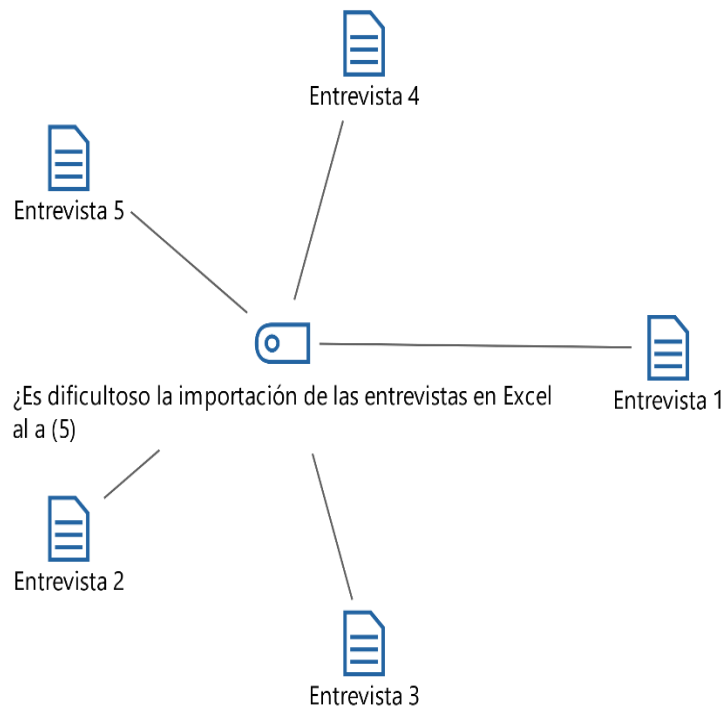 Entrevista 4
Entrevista 5
¿Es dificultoso la importación de las entrevistas en Excel
al a (5)
Entrevista 1
Entrevista 2
Entrevista 3